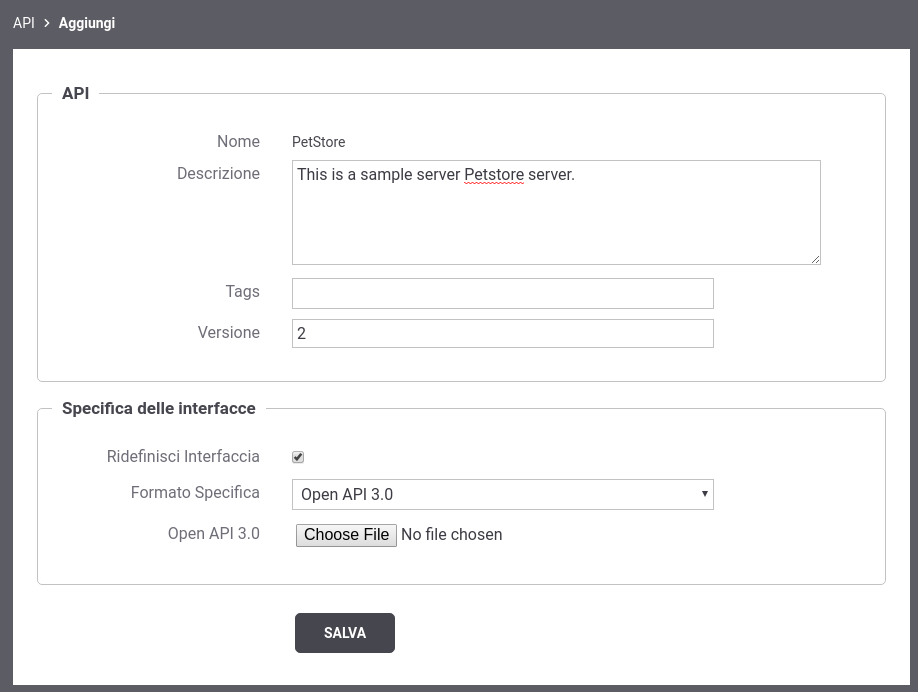 API > Aggiungi
API
Nome PetStore
Descrizione This is a sample server Petstore server.
Tags
Versione 2
Specifica delle interfacce
Ridefinisci Interfaccia
Formato Specifica Open API 3.0
Open API 3.0 Choose File No file chosen
SALVA